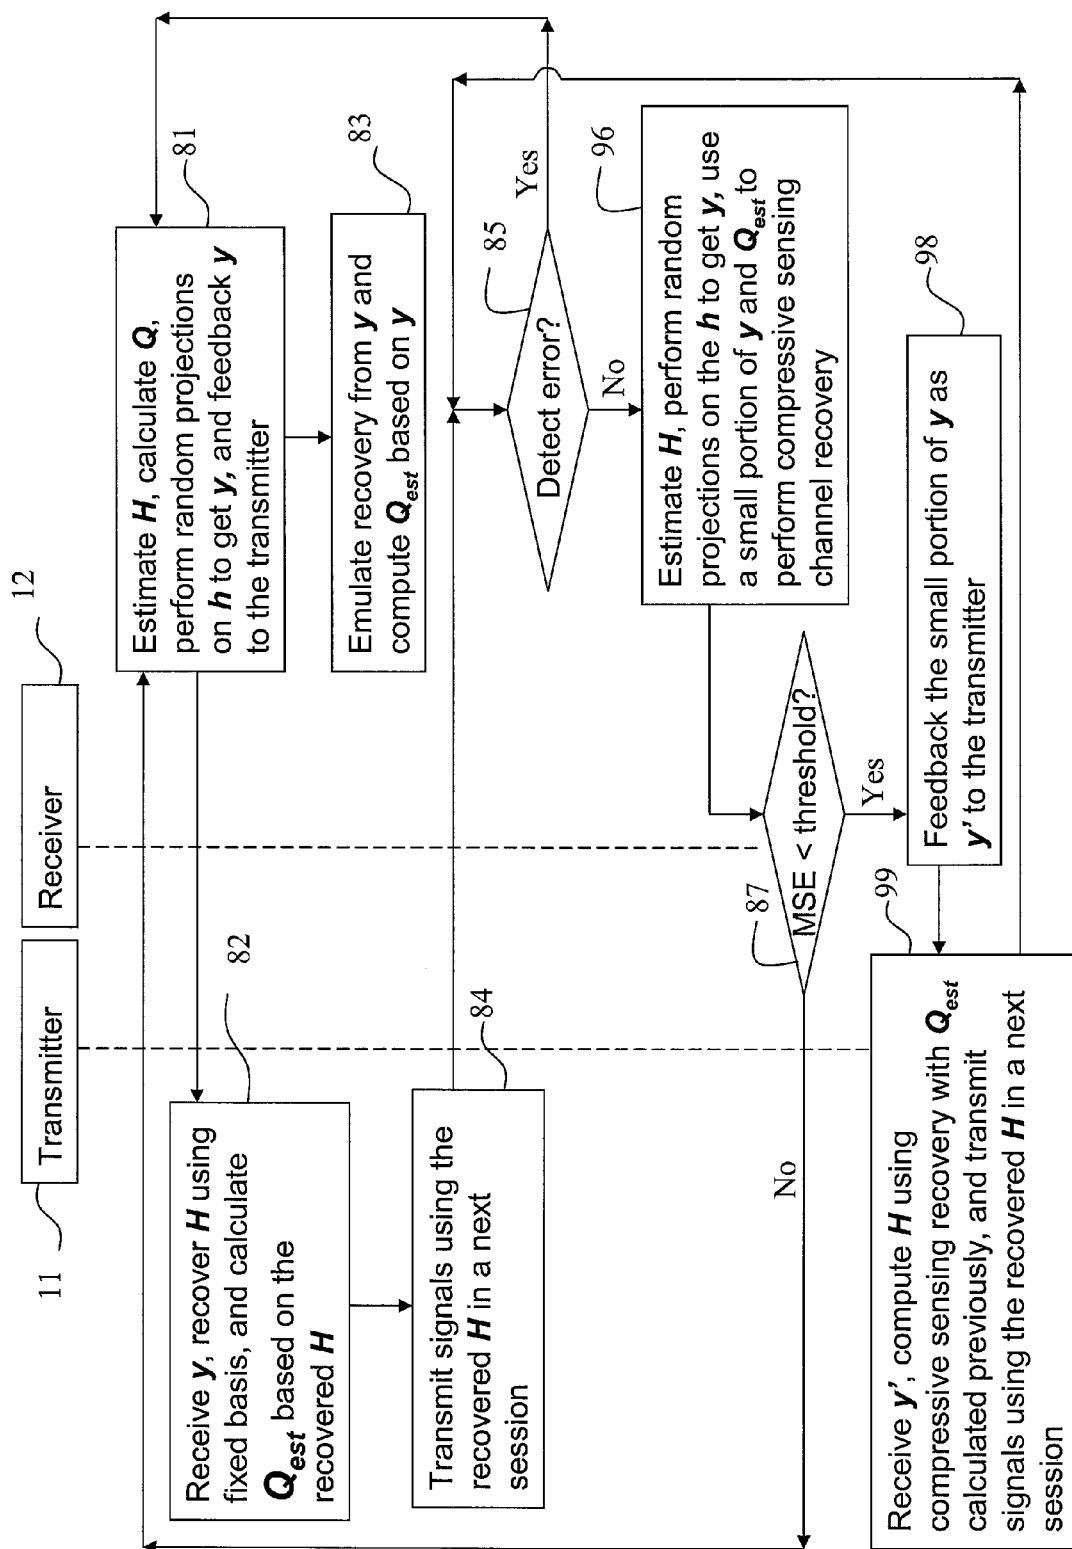 11
Transmitter
Receiver
12
Estimate H, calculate Q,
perform random projections
on h to get y, and feedback y
to the transmitter
81
Receive y, recover H using
fixed basis, and calculate
Qest based on the
recovered H
82
Emulate recovery from y and
compute Qest based on y
83
Transmit signals using the
recovered H in a next
session
84
Detect error?
85
Yes
No
Estimate H, perform random
projections on the h to get y, use
a small portion of y and Qest to
perform compressive sensing
channel recovery
96
MSE < threshold?
87
No
Yes
Feedback the small portion of y as
y' to the transmitter
98
Receive y', compute H using
compressive sensing recovery with Qest
calculated previously, and transmit
signals using the recovered H in a next
session
99